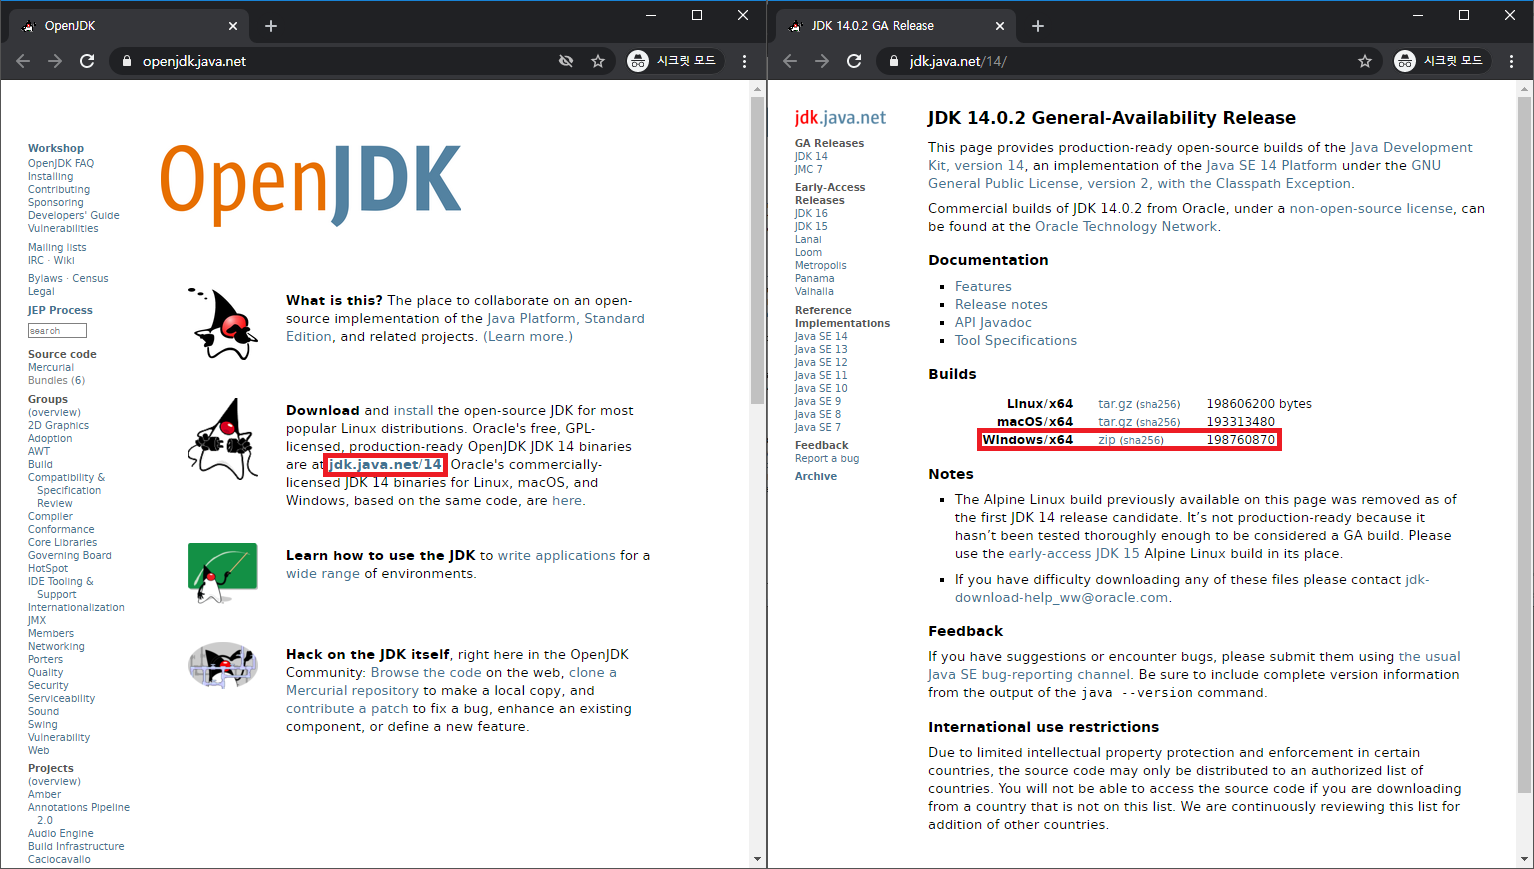 OpenJDK
openjdk.java.net
시크릿 모드
Workshop
OpenJDK FAQ
Installing
Contributing
Sponsoring
Developers' Guide
Vulnerabilities
Mailing lists
IRC · Wiki
Bylaws · Census
Legal
JEP Process
search
Source code
Mercurial
Bundles (6)
Groups
(overview)
2D Graphics
Adoption
AWT
Build
Compatibility &
Specification
Review
Compiler
Conformance
Core Libraries
Governing Board
HotSpot
IDE Tooling &
Support
Internationalization
JMX
Members
Networking
Porters
Quality
Security
Serviceability
Sound
Swing
Vulnerability
Web
Projects
(overview)
Amber
Annotations Pipeline
2.0
Audio Engine
Build Infrastructure
Caciocavallo
OpenJDK
What is this? The place to collaborate on an open-
source implementation of the Java Platform, Standard
Edition, and related projects. (Learn more.)
Download and install the open-source JDK for most
popular Linux distributions. Oracle's free, GPL-
licensed, production-ready OpenJDK JDK 14 binaries
are at jdk.java.net/14 Oracle's commercially-
licensed JDK 14 binaries for Linux, macOS, and
Windows, based on the same code, are here.
Learn how to use the JDK to write applications for a
wide range of environments.
Hack on the JDK itself, right here in the OpenJDK
Community: Browse the code on the web, clone a
Mercurial repository to make a local copy, and
contribute a patch to fix a bug, enhance an existing
component, or define a new feature.
JDK 14.0.2 GA Release
jdk.java.net/14/
시크릿 모드
jdk.java.net
GA Releases
JDK 14
JMC 7
Early-Access
Releases
JDK 16
JDK 15
Lanai
Loom
Metropolis
Panama
Valhalla
Reference
Implementations
Java SE 14
Java SE 13
Java SE 12
Java SE 11
Java SE 10
Java SE 9
Java SE 8
Java SE 7
Feedback
Report a bug
Archive
JDK 14.0.2 General-Availability Release
This page provides production-ready open-source builds of the Java Development
Kit, version 14, an implementation of the Java SE 14 Platform under the GNU
General Public License, version 2, with the Classpath Exception.
Commercial builds of JDK 14.0.2 from Oracle, under a non-open-source license, can
be found at the Oracle Technology Network.
Documentation
Features
Release notes
API Javadoc
Tool Specifications
Builds
Linux/x64 tar.gz (sha256) 198606200 bytes
macOS/x64 tar.gz (sha256) 193313480
Windows/x64 zip (sha256) 198760870
Notes
The Alpine Linux build previously available on this page was removed as of
the first JDK 14 release candidate. It’s not production-ready because it
hasn’t been tested thoroughly enough to be considered a GA build. Please
use the early-access JDK 15 Alpine Linux build in its place.
If you have difficulty downloading any of these files please contact jdk-
download-help_ww@oracle.com.
Feedback
If you have suggestions or encounter bugs, please submit them using the usual
Java SE bug-reporting channel. Be sure to include complete version information
from the output of the java --version command.
International use restrictions
Due to limited intellectual property protection and enforcement in certain
countries, the source code may only be distributed to an authorized list of
countries. You will not be able to access the source code if you are downloading
from a country that is not on this list. We are continuously reviewing this list for
addition of other countries.